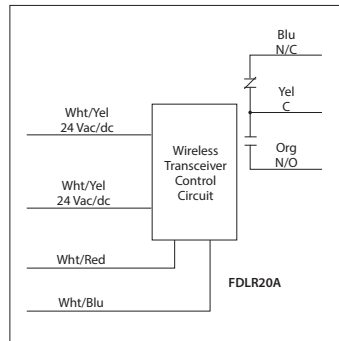 Blu
N/C
Yel
C
Org
N/O
Wht/Yel
24 Vac/dc
Wireless
Transceiver
Control
Circuit
Wht/Yel
24 Vac/dc
Wht/Red
FDLR20A
Wht/Blu